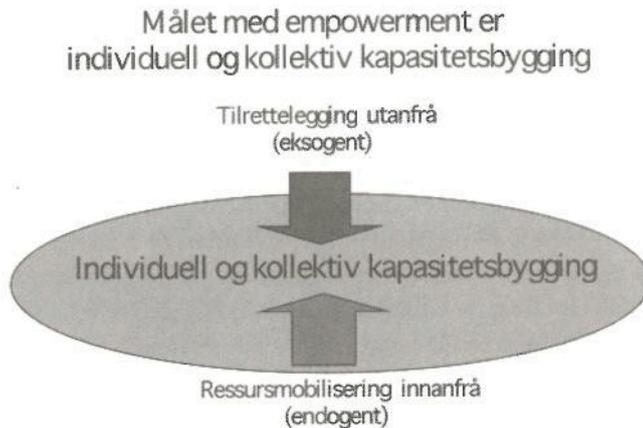 Målet med empowerment er
individuell og kollektiv kapasitetsbygging
Tilrettelegging utanfrå
(eksogent)
Individuell og kollektiv kapasitetsbygging
Ressursmobilisering innanfrå
(endogent)